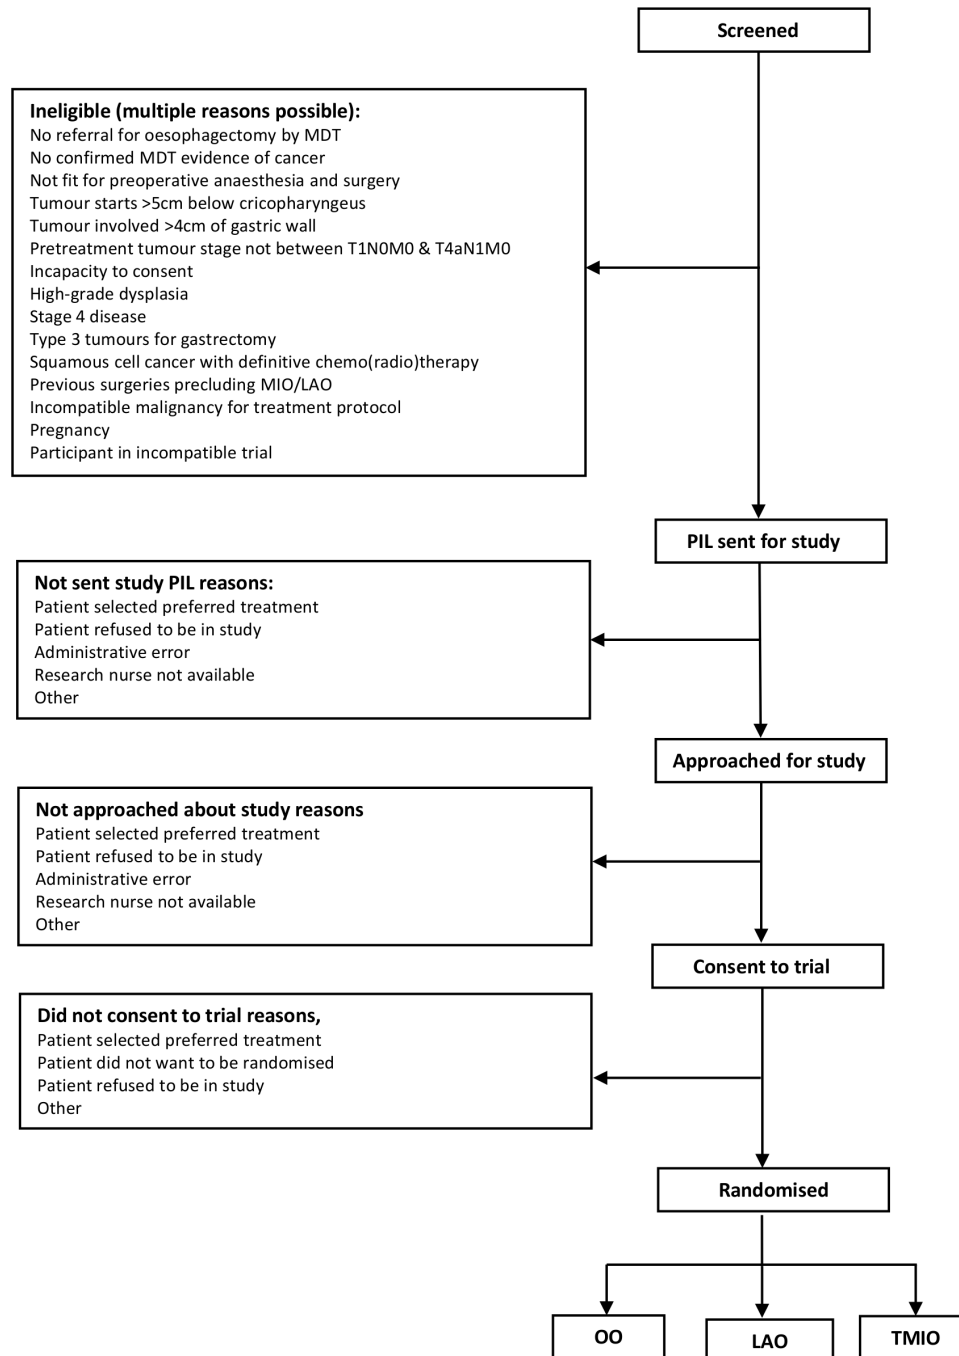 Screened
Ineligible (multiple reasons possible):
No referral for oesophagectomy by MDT
No confirmed MDT evidence of cancer
Not fit for preoperative anaesthesia and surgery
Tumour starts >5cm below cricopharyngeus
Tumour involved >4cm of gastric wall
Pretreatment tumour stage not between T1N0M0 & T4aN1M0
Incapacity to consent
High-grade dysplasia
Stage 4 disease
Type 3 tumours for gastrectomy
Squamous cell cancer with definitive chemo(radio)therapy
Previous surgeries precluding MIO/LAO
Incompatible malignancy for treatment protocol
Pregnancy
Participant in incompatible trial
PIL sent for study
Not sent study PIL reasons:
Patient selected preferred treatment
Patient refused to be in study
Administrative error
Research nurse not available
Other
Approached for study
Not approached about study reasons
Patient selected preferred treatment
Patient refused to be in study
Administrative error
Research nurse not available
Other
Consent to trial
Did not consent to trial reasons,
Patient selected preferred treatment
Patient did not want to be randomised
Patient refused to be in study
Other
Randomised
OO
LAO
TMIO